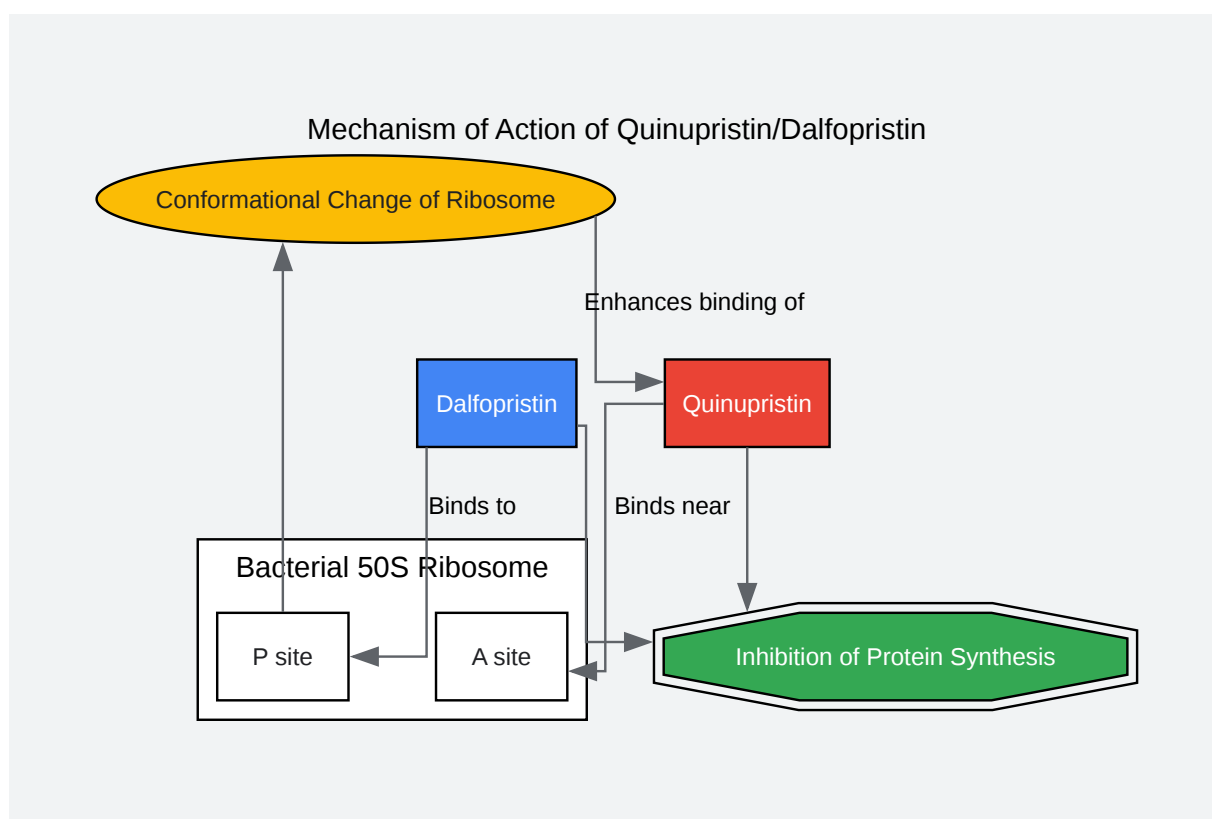 Mechanism of Action of Quinupristin/Dalfopristin
Conformational Change of Ribosome
Enhances binding of
Dalfopristin
Quinupristin
Binds to
Binds near
Bacterial 50S Ribosome
P site
A site
Inhibition of Protein Synthesis